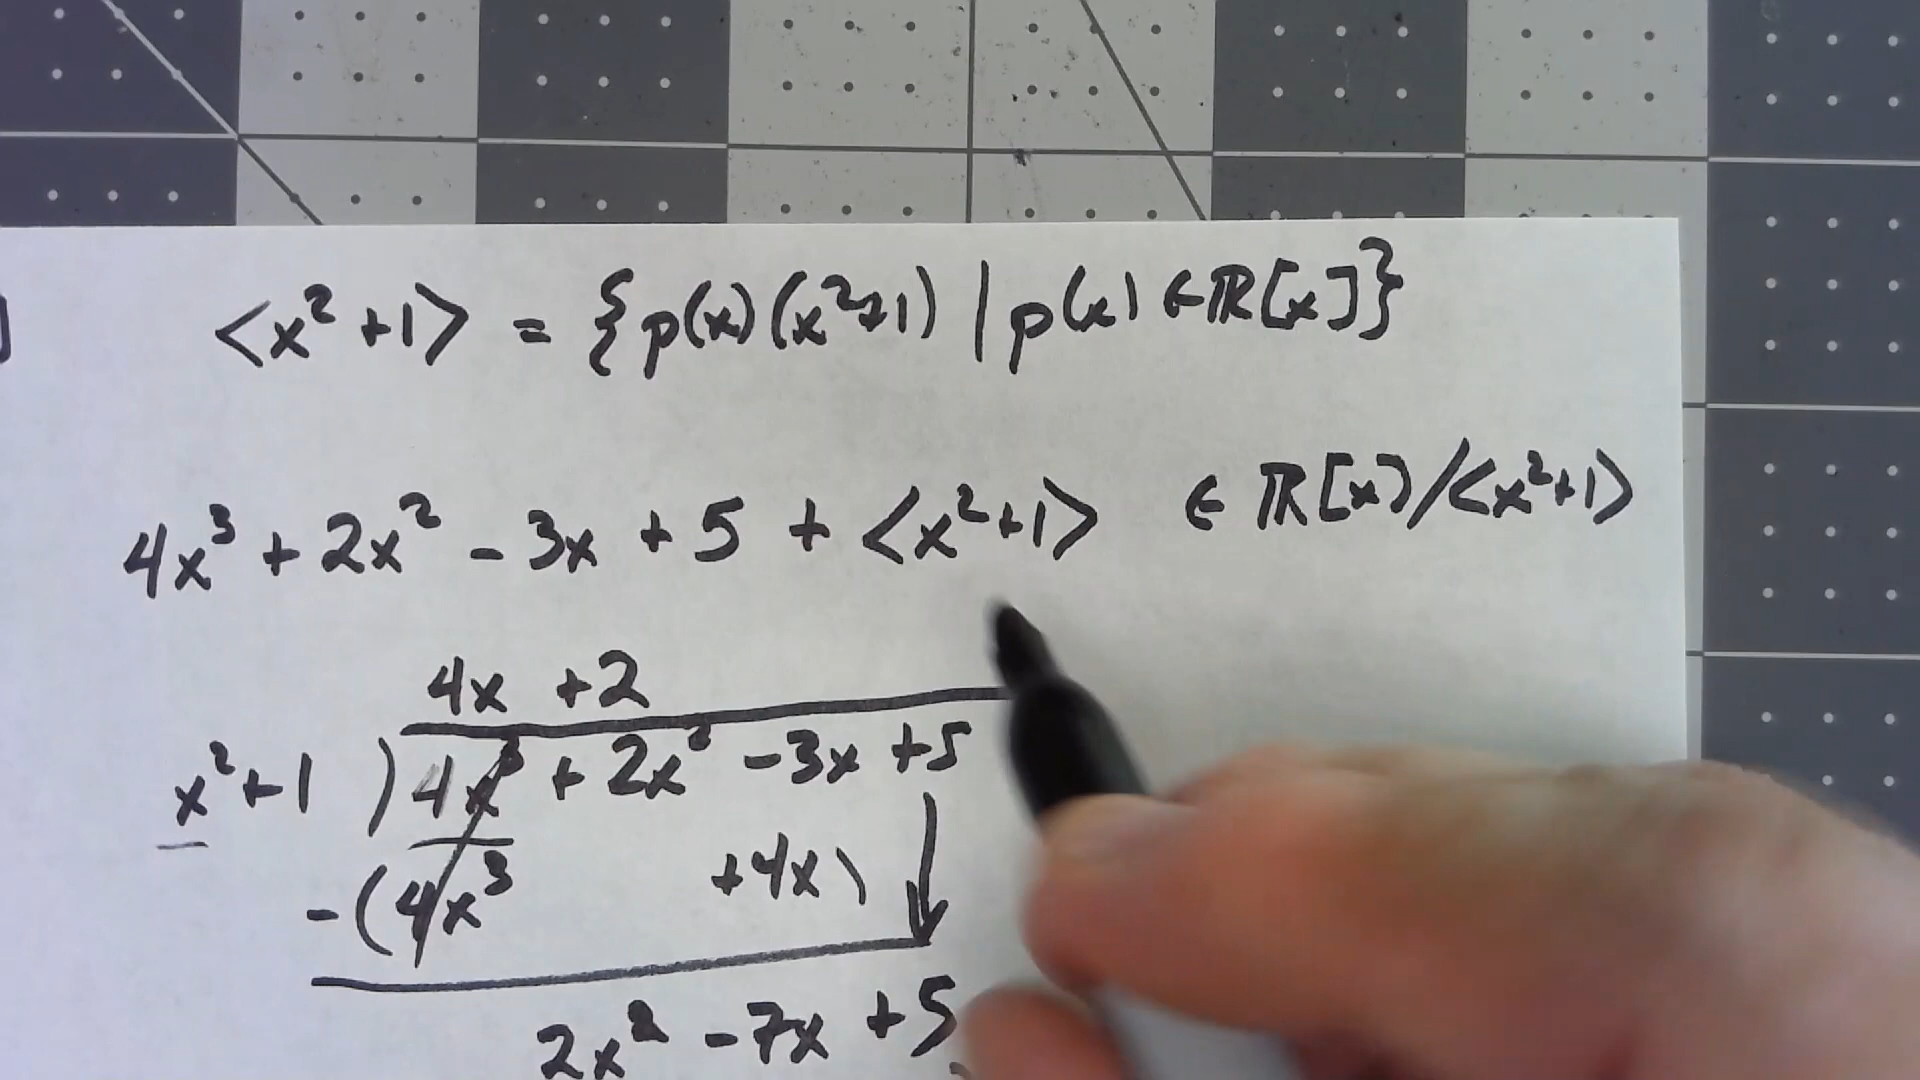 ]
<x² +1> = {p(x)(x²+1) | p(x) ∈ ℝ[x]}
4x³ + 2x² - 3x + 5 + <x²+1> ∈ ℝ[x]/<x²+1>
4x +2
x²+1 ) 4x³ + 2x² -3x +5
-(4x³ +4x)
2x² -7x +5